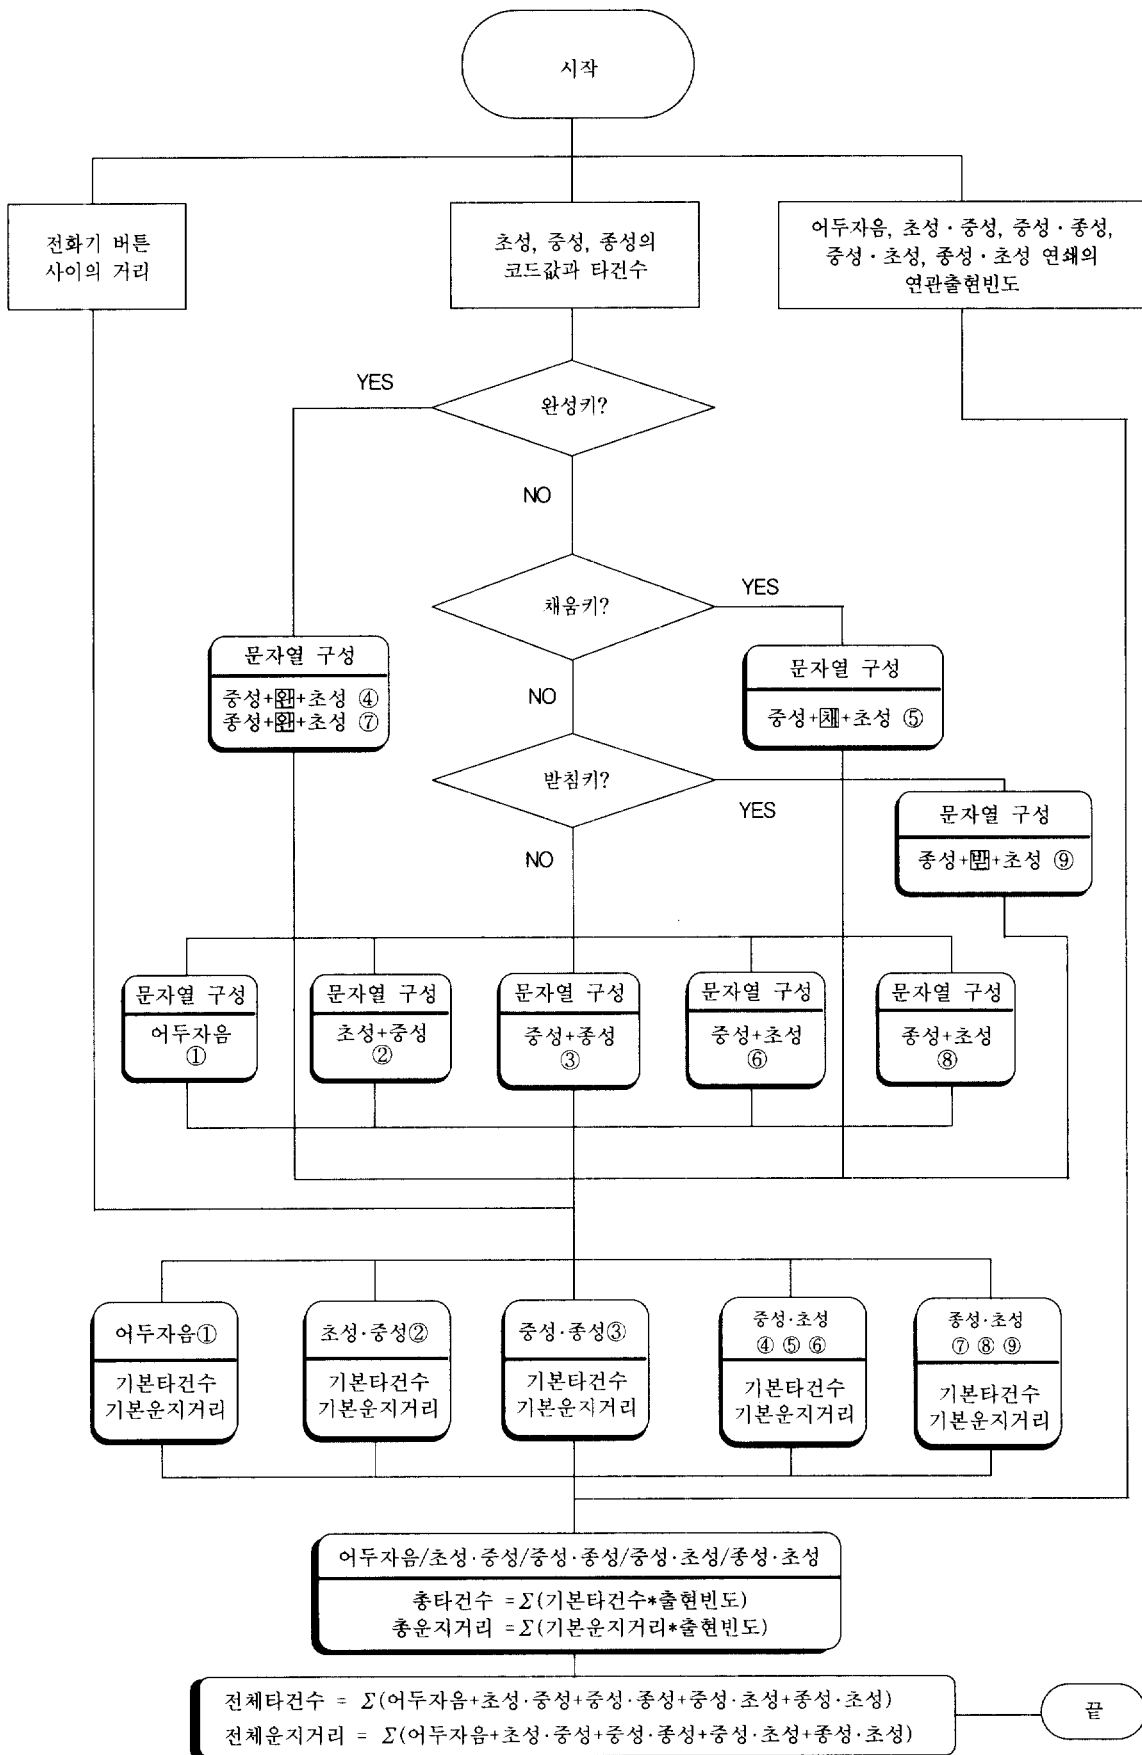 시작
전화기 버튼
사이의 거리
초성, 중성, 종성의
코드값과 타건수
어두자음, 초성·중성, 중성·종성,
중성·초성, 종성·초성 연쇄의
연관출현빈도
YES
완성키?
NO
채움키?
YES
문자열 구성
중성+완+초성 ④
종성+완+초성 ⑦
NO
문자열 구성
중성+채+초성 ⑤
받침키?
YES
문자열 구성
종성+받+초성 ⑨
NO
문자열 구성
어두자음
①
문자열 구성
초성+중성
②
문자열 구성
중성+종성
③
문자열 구성
중성+초성
⑥
문자열 구성
종성+초성
⑧
어두자음①
기본타건수
기본운지거리
초성·중성②
기본타건수
기본운지거리
중성·종성③
기본타건수
기본운지거리
중성·초성
④ ⑤ ⑥
기본타건수
기본운지거리
종성·초성
⑦ ⑧ ⑨
기본타건수
기본운지거리
어두자음/초성·중성/중성·종성/중성·초성/종성·초성
총타건수 =Σ(기본타건수*출현빈도)
총운지거리 =Σ(기본운지거리*출현빈도)
전체타건수 = Σ(어두자음+초성·중성+중성·종성+중성·초성+종성·초성)
전체운지거리 = Σ(어두자음+초성·중성+중성·종성+중성·초성+종성·초성)
끝